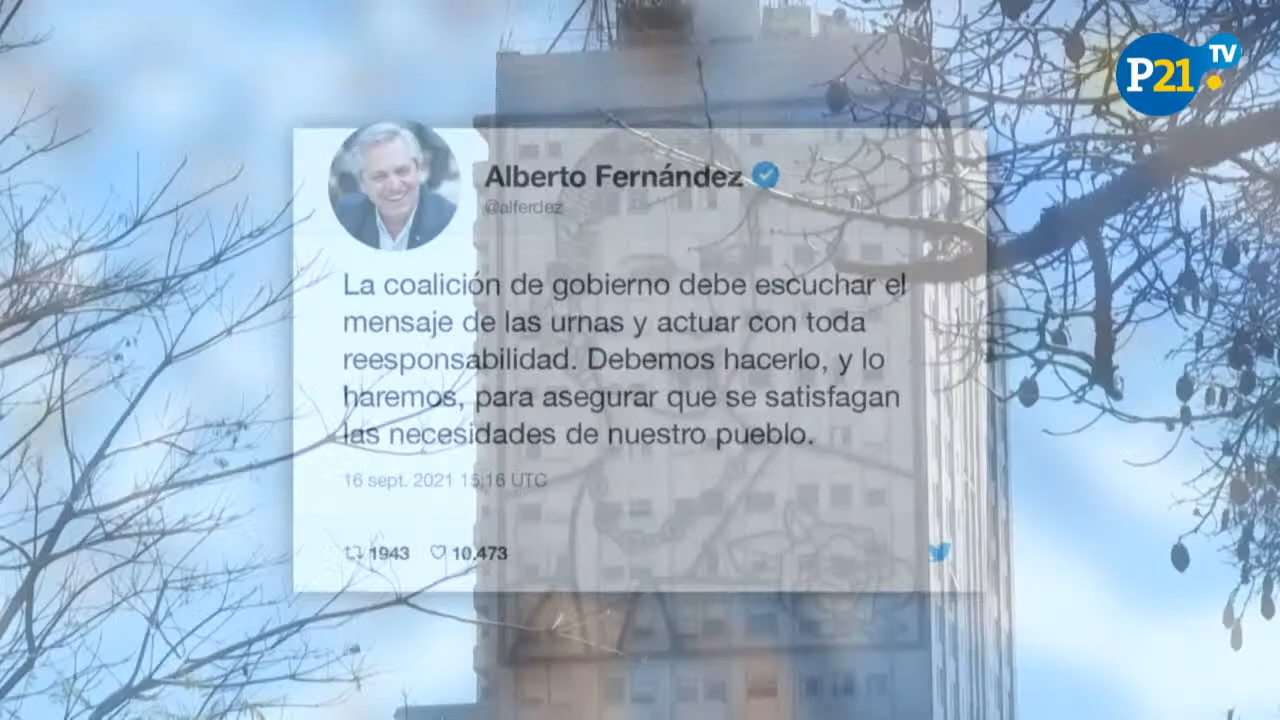 P21.TV
Alberto Fernández
@alferdez
La coalición de gobierno debe escuchar el
mensaje de las urnas y actuar con toda
reesponsabilidad. Debemos hacerlo, y lo
haremos, para asegurar que se satisfagan
las necesidades de nuestro pueblo.
16 sept. 2021 15:16 UTC
1943 10.473